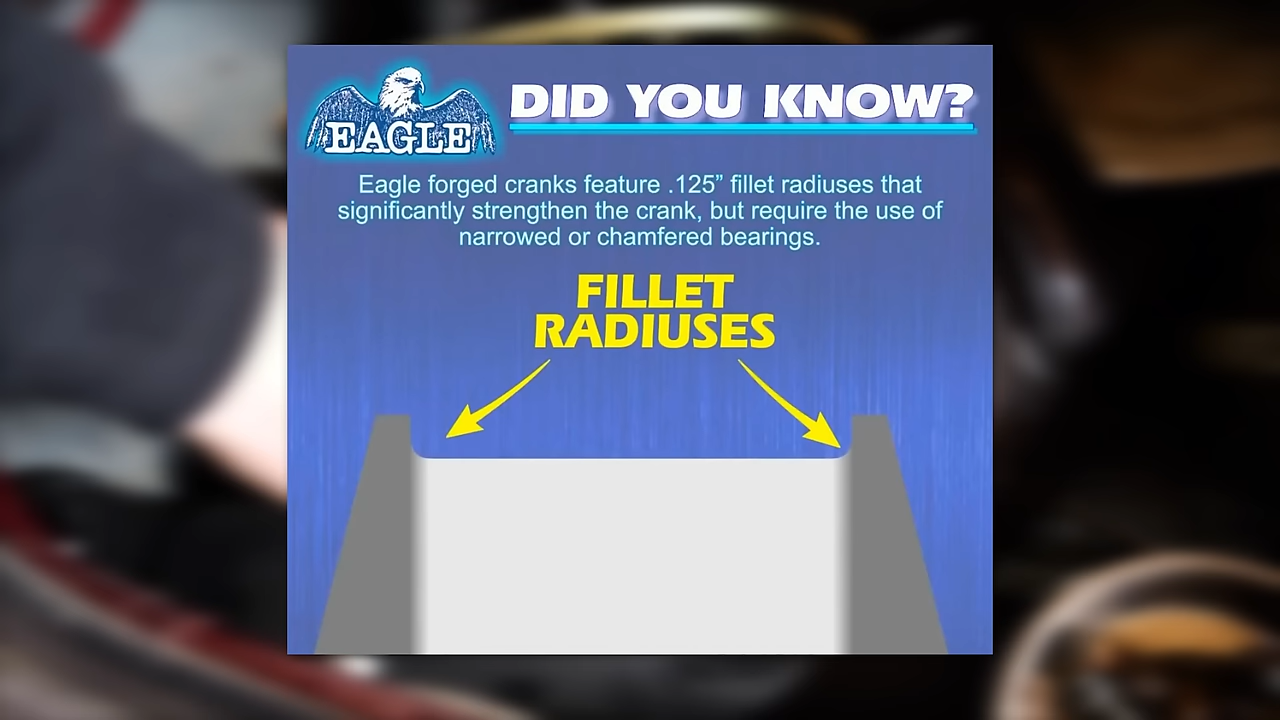 EAGLE
DID YOU KNOW?
Eagle forged cranks feature .125” fillet radiuses that
significantly strengthen the crank, but require the use of
narrowed or chamfered bearings.
FILLET
RADIUSES